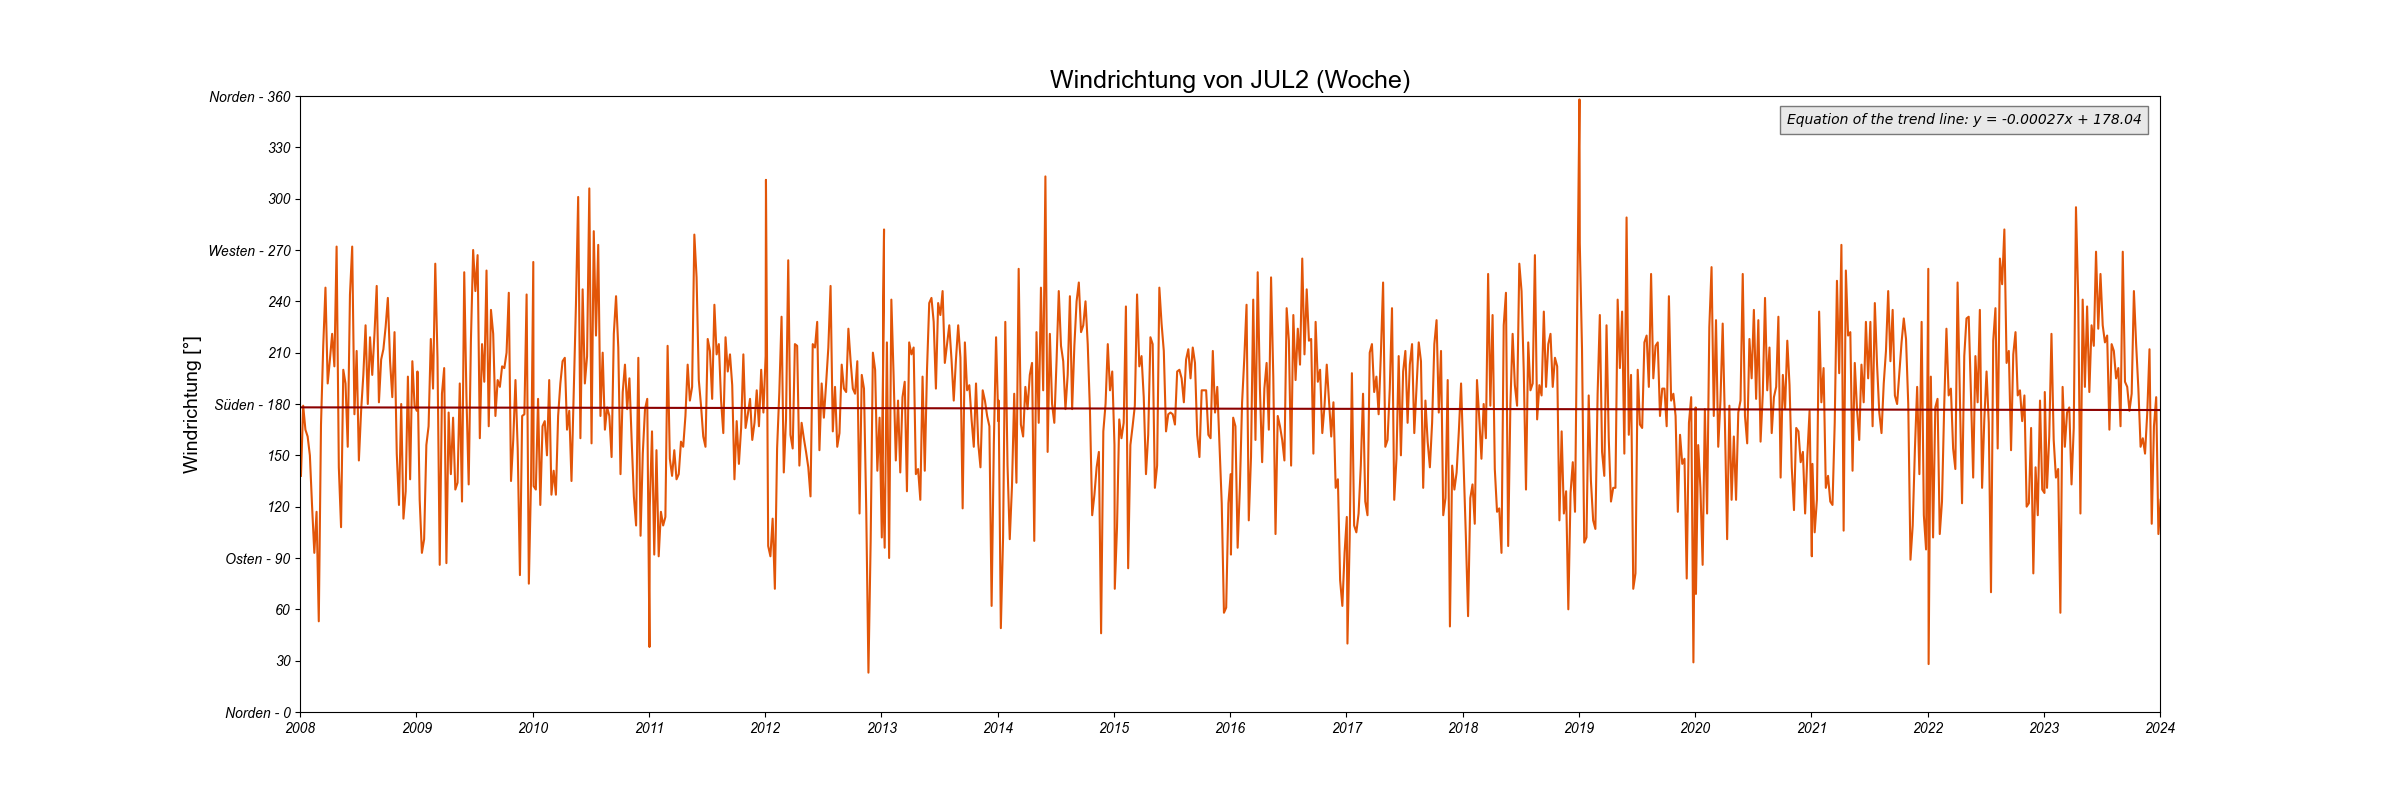 Windrichtung von JUL2 (Woche)
Equation of the trend line: y = -0.00027x + 178.04
Windrichtung [°]
Norden - 360
330
300
Westen - 270
240
210
Süden - 180
150
120
Osten - 90
60
30
Norden - 0
2008 2009 2010 2011 2012 2013 2014 2015 2016 2017 2018 2019 2020 2021 2022 2023 2024